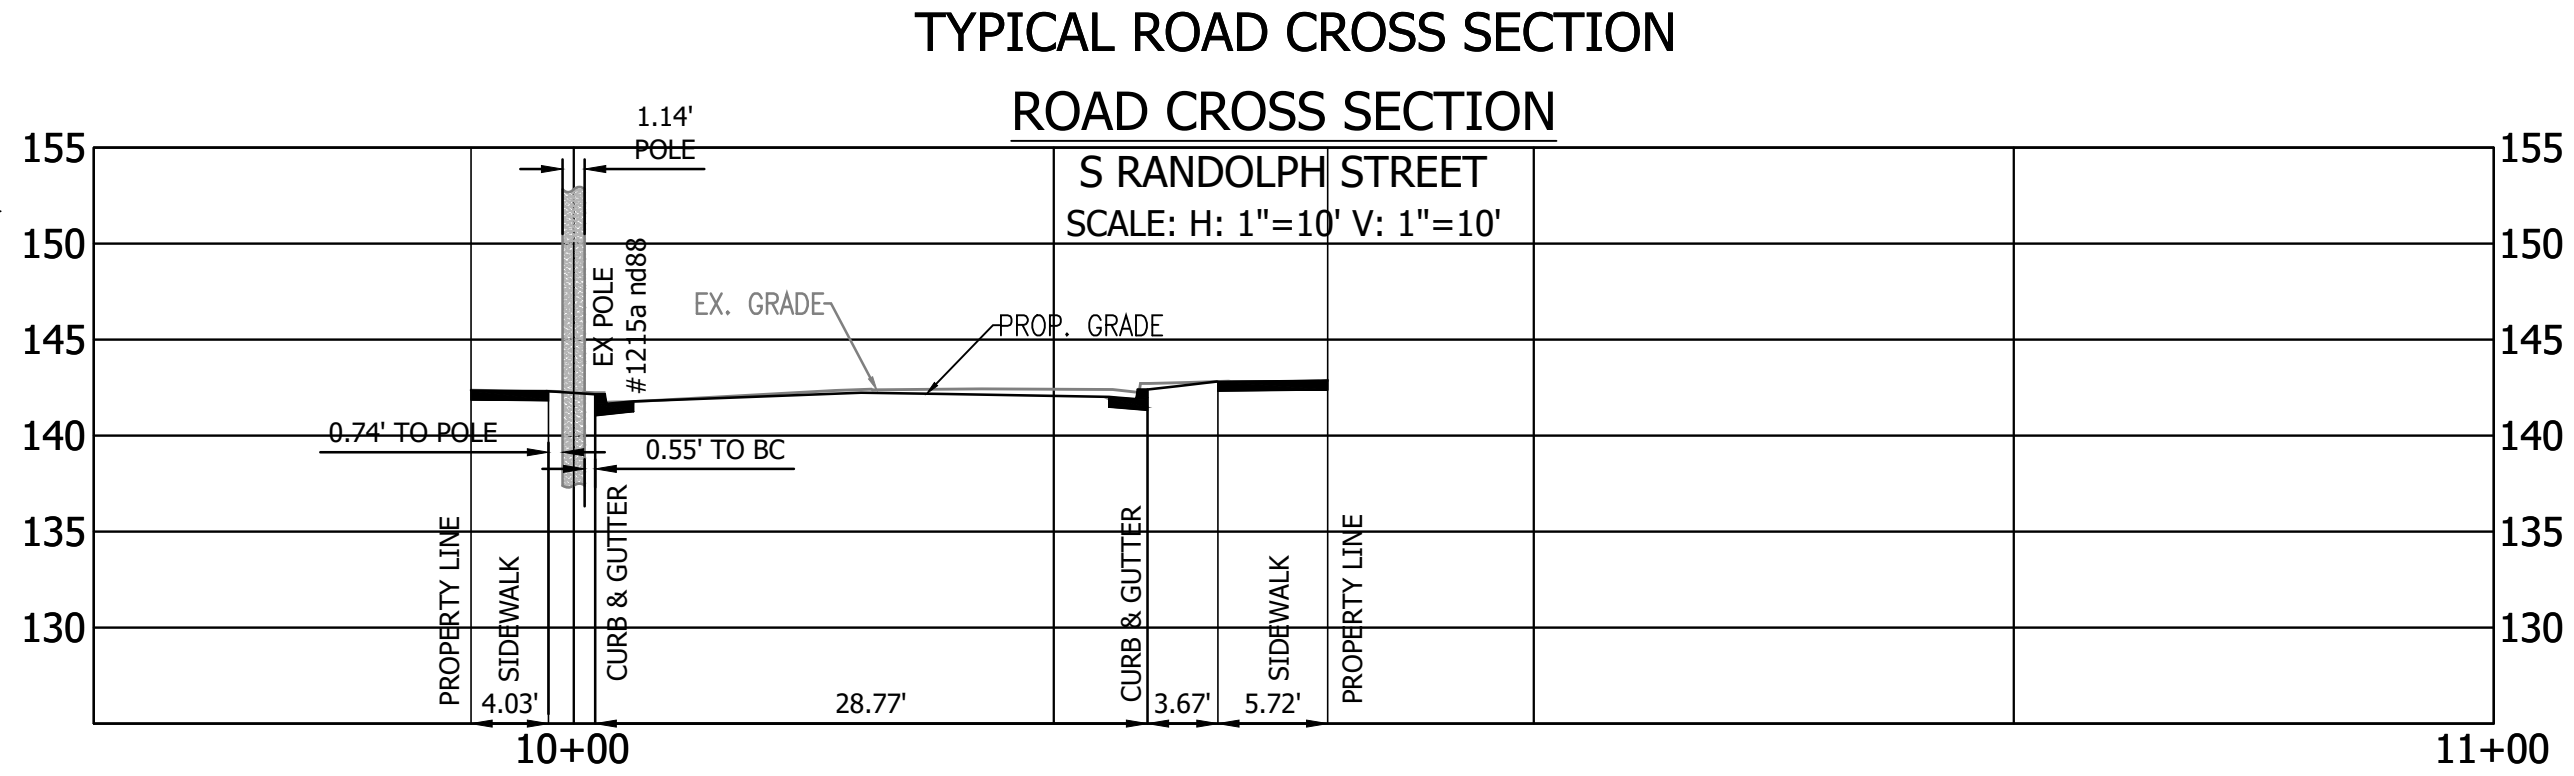 TYPICAL ROAD CROSS SECTION
ROAD CROSS SECTION
S RANDOLPH STREET
SCALE: H: 1"=10' V: 1"=10'
1.14'
POLE
155
155
150
150
145
145
140
140
135
135
130
130
EX POLE
#1215a nd88
EX. GRADE
PROP. GRADE
0.74' TO POLE
0.55' TO BC
PROPERTY LINE
SIDEWALK
CURB & GUTTER
CURB & GUTTER
SIDEWALK
PROPERTY LINE
4.03'
28.77'
3.67'
5.72'
10+00
11+00